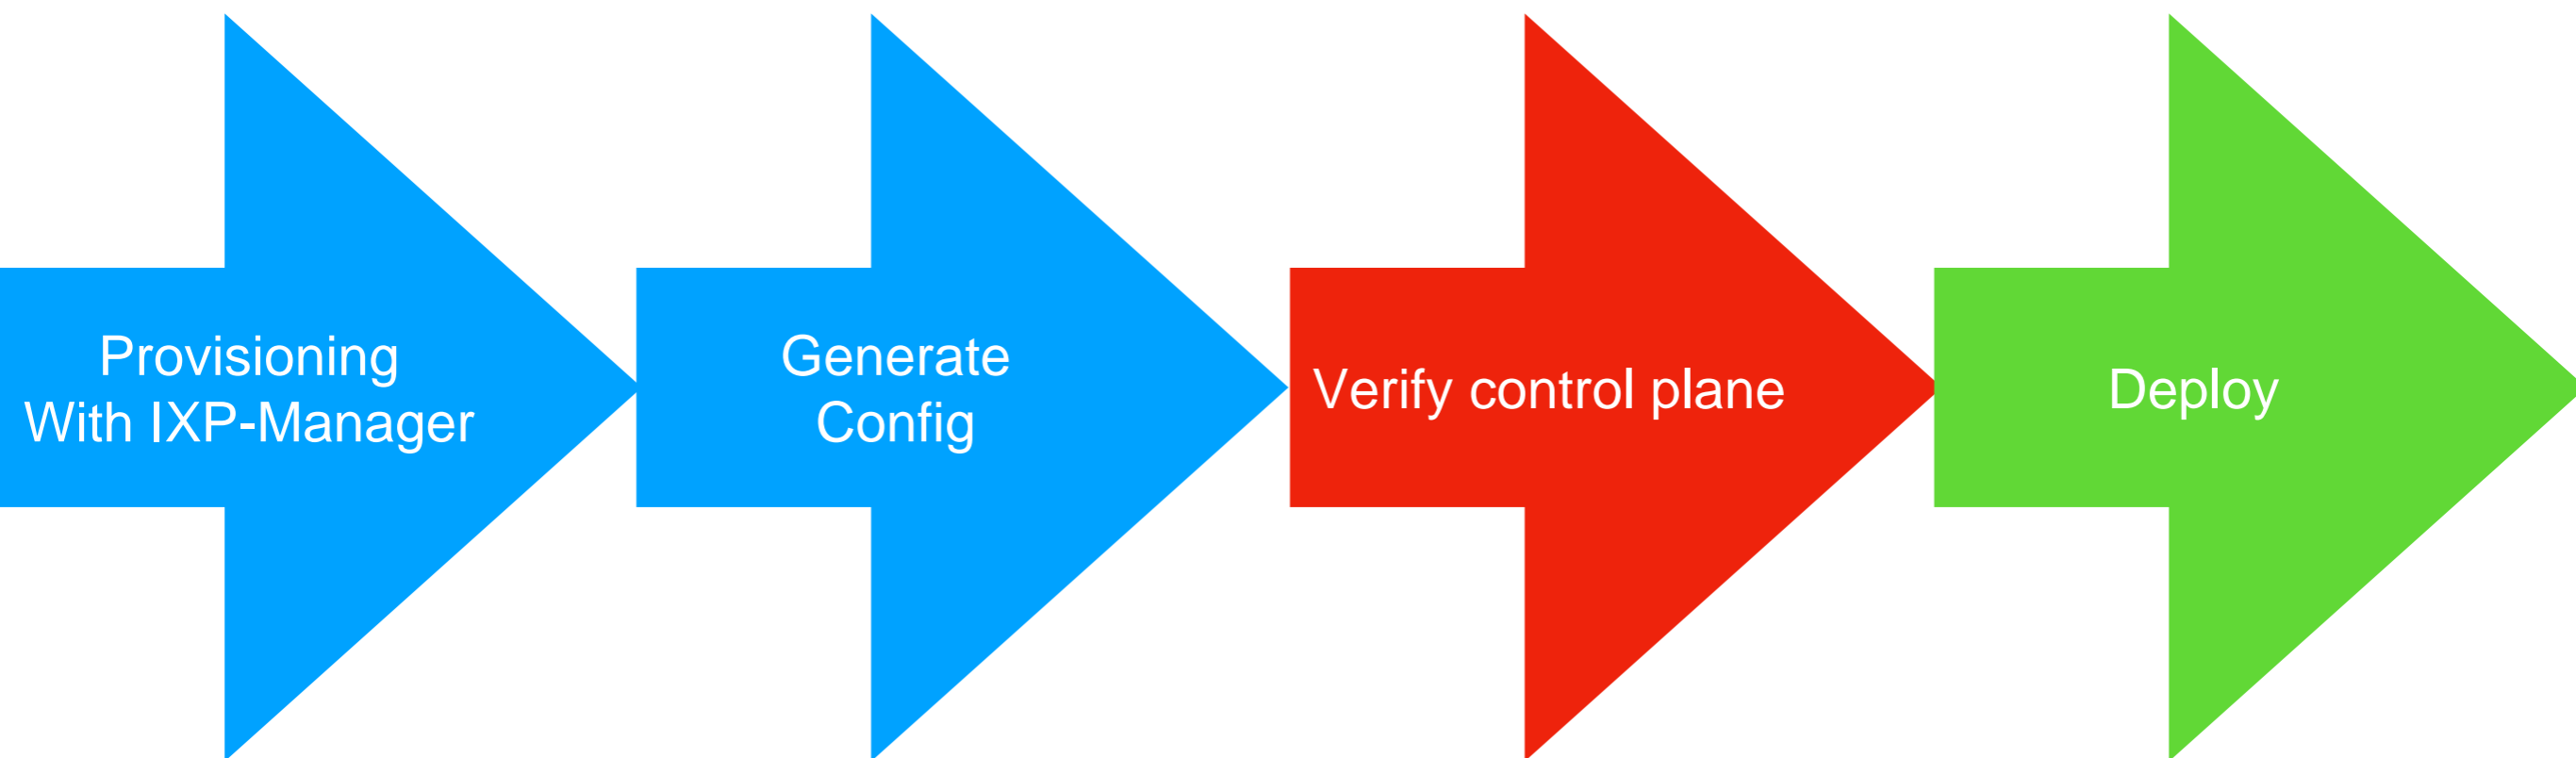 Provisioning
With IXP-Manager
Generate
Config
Verify control plane
Deploy